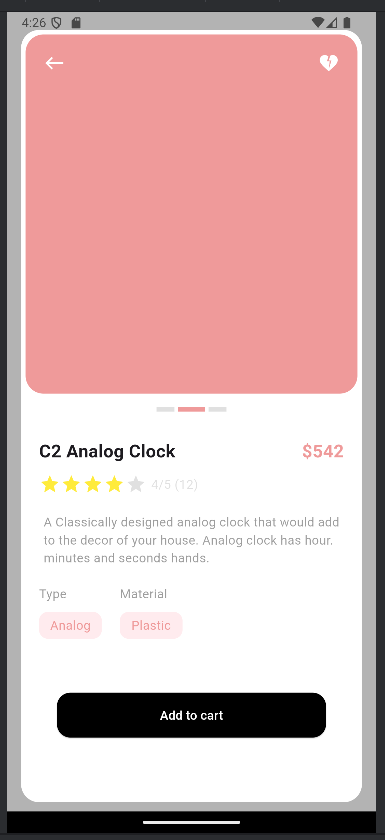 4:26
C2 Analog Clock
$542
4/5 (12)
A Classically designed analog clock that would add
to the decor of your house. Analog clock has hour,
minutes and seconds hands.
Type Material
Analog Plastic
Add to cart